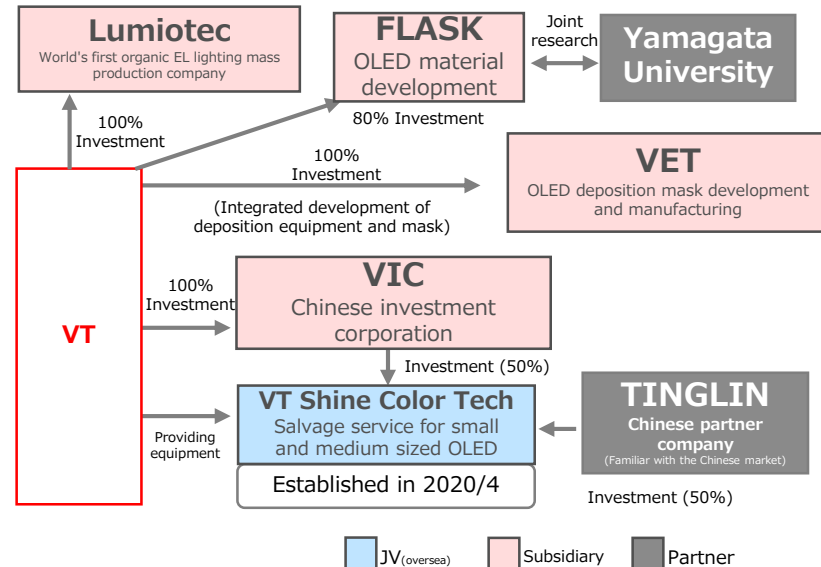 Lumiotec
World's first organic EL lighting mass
production company
FLASK
OLED material
development
Joint
research
Yamagata
University
100%
Investment
80% Investment
100%
Investment
(Integrated development of
deposition equipment and mask)
VET
OLED deposition mask development
and manufacturing
VT
100%
Investment
VIC
Chinese investment
corporation
Investment (50%)
Providing
equipment
VT Shine Color Tech
Salvage service for small
and medium sized OLED
Established in 2020/4
TINGLIN
Chinese partner
company
(Familiar with the Chinese market)
Investment (50%)
JV(oversea)
Subsidiary
Partner